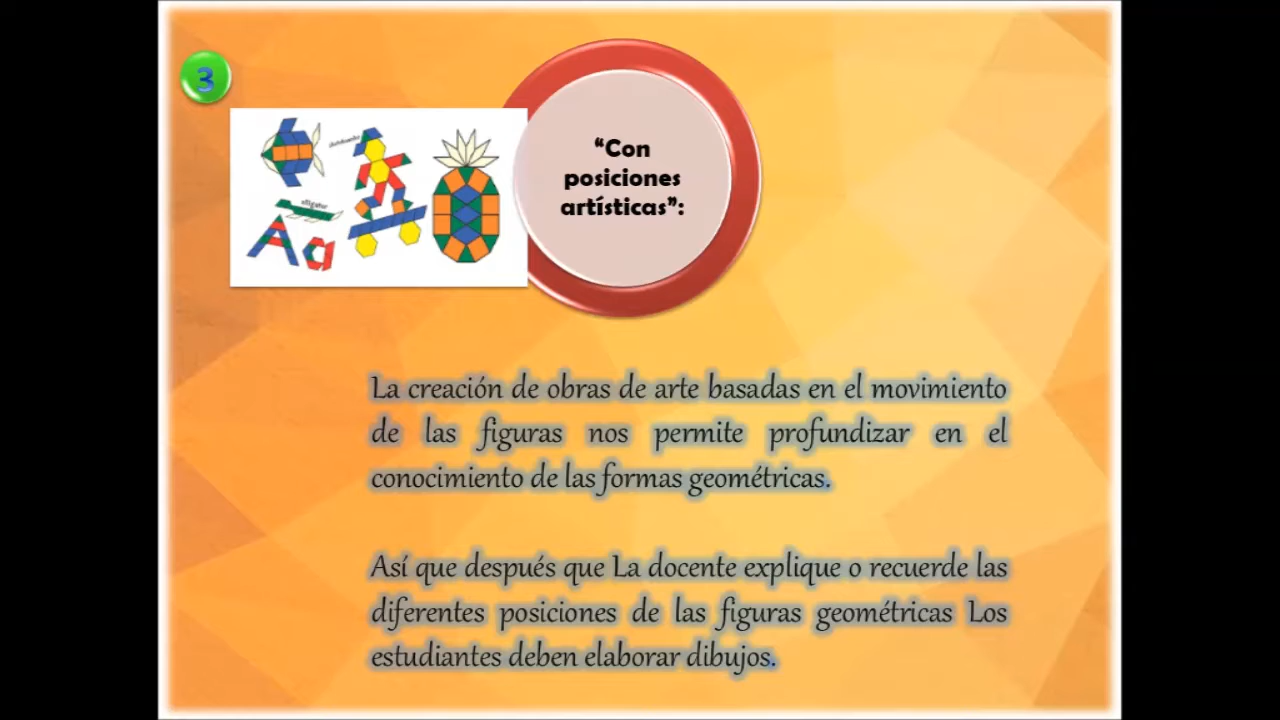 3
“Con
posiciones
artísticas”:
alligator
Aa
La creación de obras de arte basadas en el movimiento
de las figuras nos permite profundizar en el
conocimiento de las formas geométricas.
Así que después que La docente explique o recuerde las
diferentes posiciones de las figuras geométricas Los
estudiantes deben elaborar dibujos.